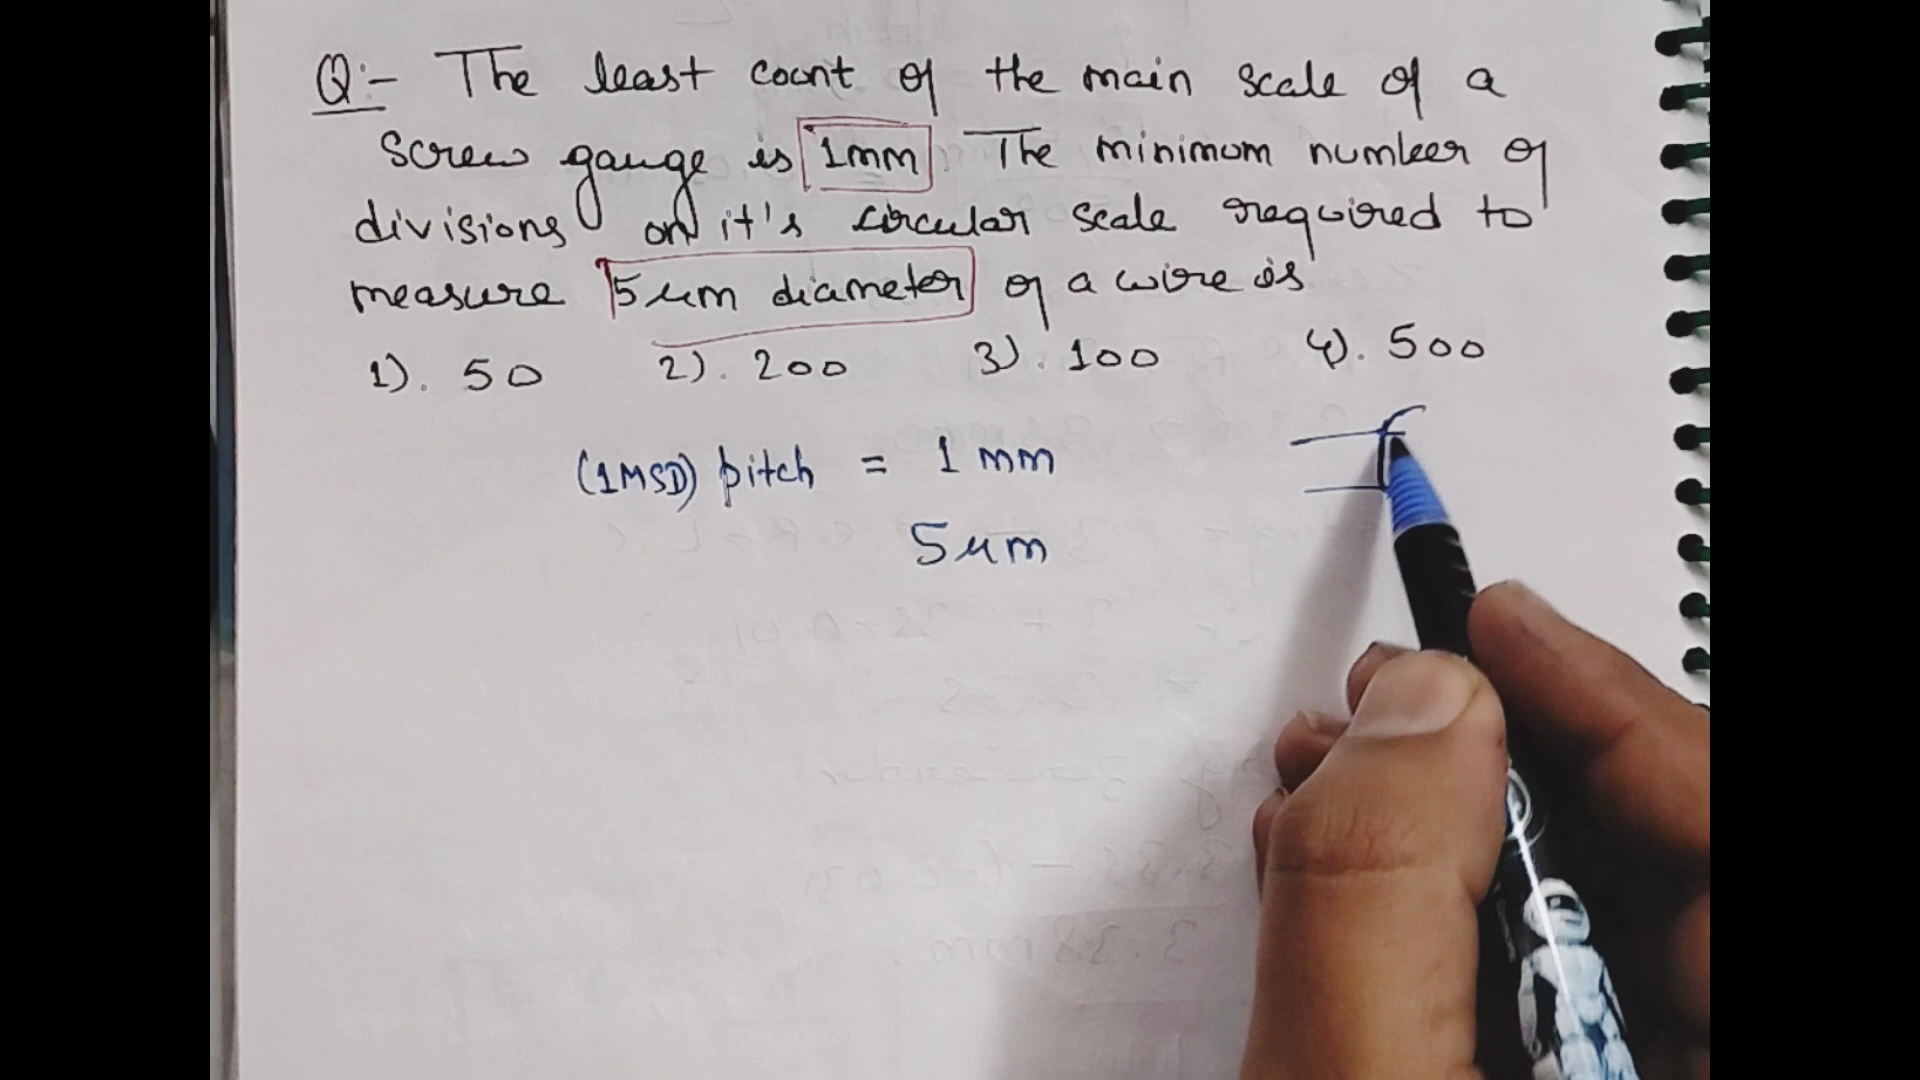 Q:- The least count of the main scale of a
screw gauge is 1mm. The minimum number of
divisions on it's circular scale required to
measure 5μm diameter of a wire is
1). 50 2). 200 3). 100 4). 500
(1MSD) pitch = 1 mm
5μm